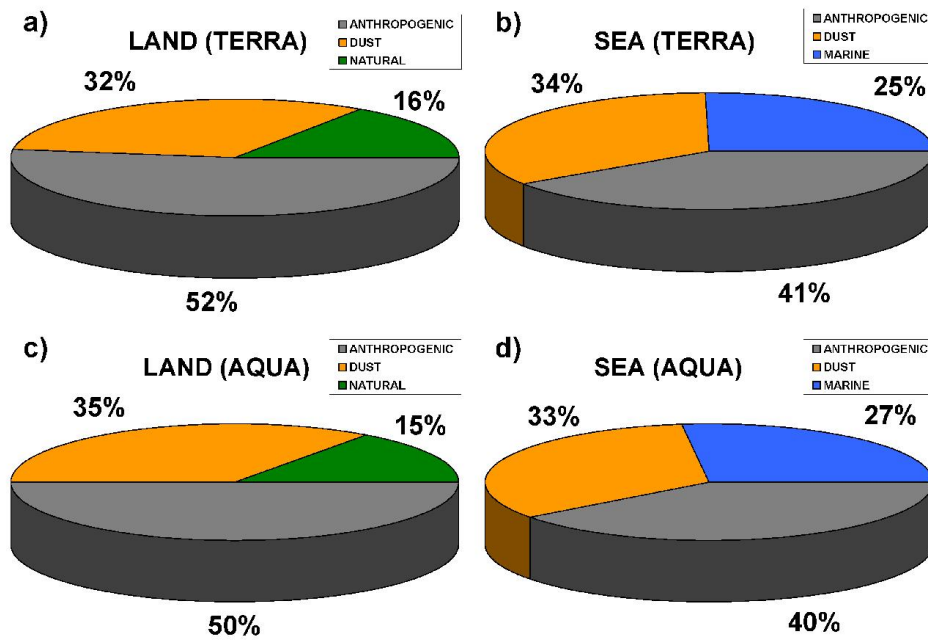 a)
LAND (TERRA)
ANTHROPOGENIC
DUST
NATURAL
32%
16%
52%
b)
SEA (TERRA)
ANTHROPOGENIC
DUST
MARINE
34%
25%
41%
c)
LAND (AQUA)
ANTHROPOGENIC
DUST
NATURAL
35%
15%
50%
d)
SEA (AQUA)
ANTHROPOGENIC
DUST
MARINE
33%
27%
40%